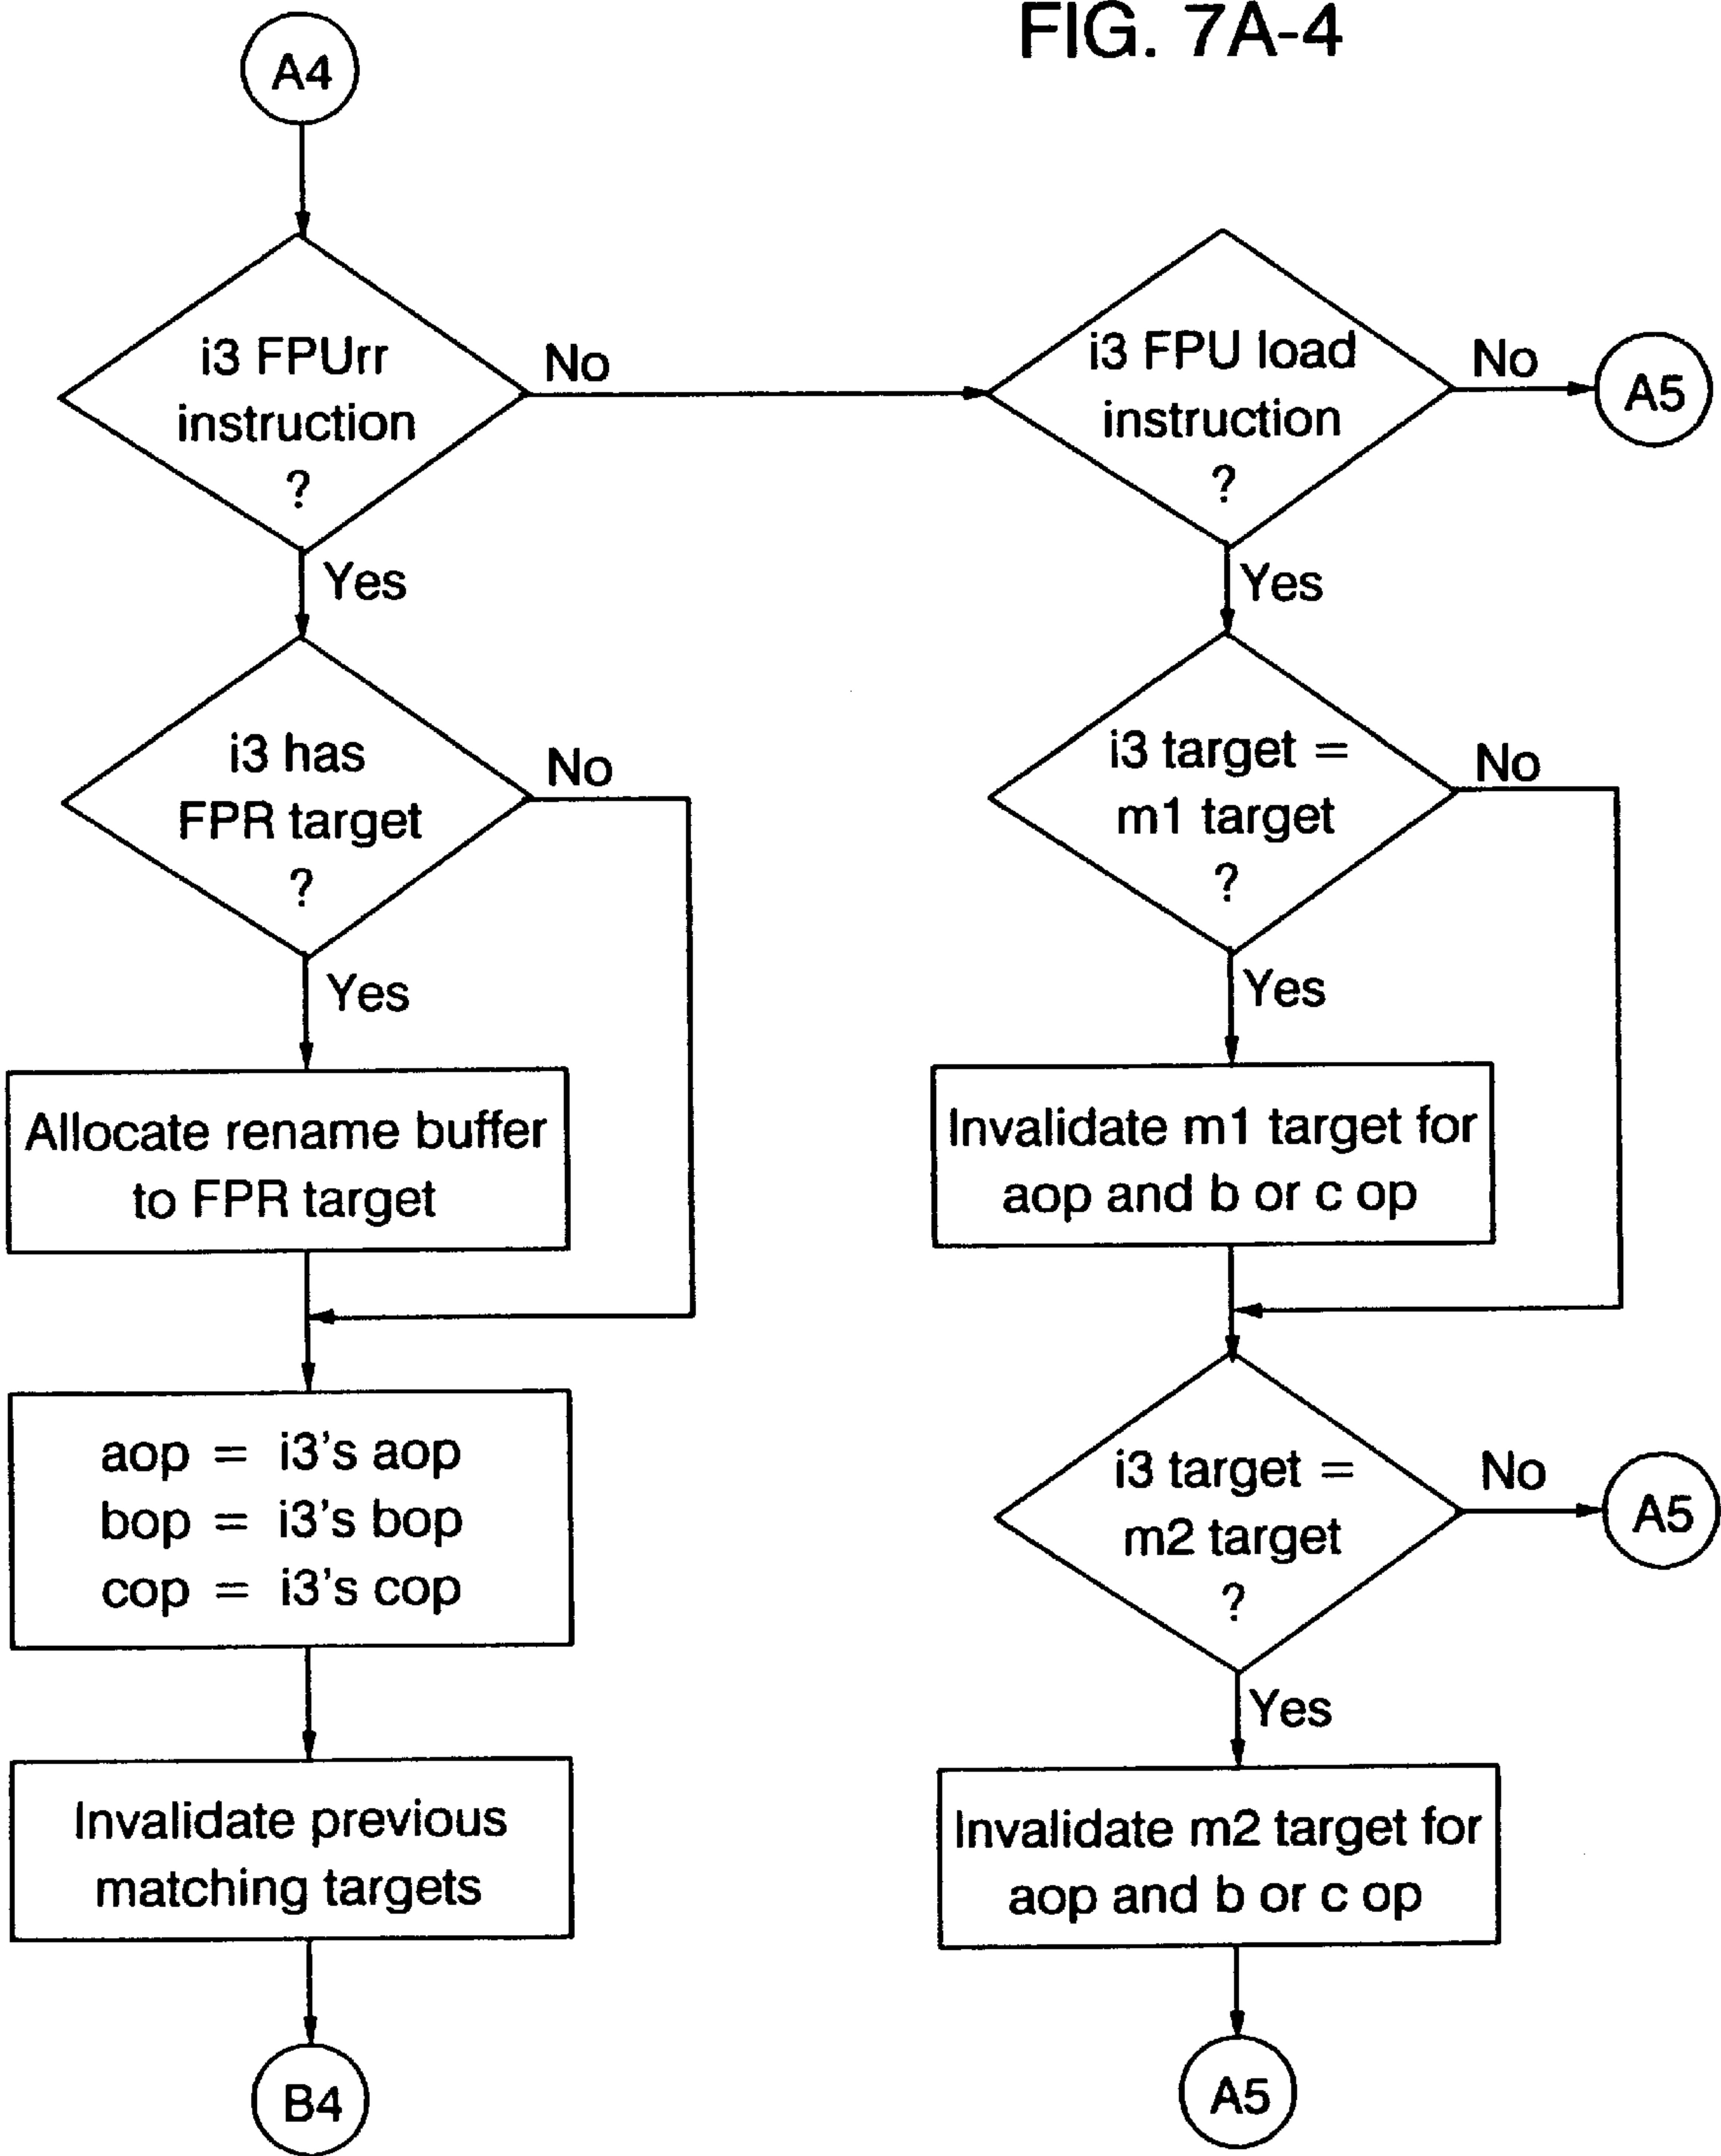 FIG. 7A-4
A4
i3 FPUrr
instruction
?
No
Yes
i3 has
FPR target
?
No
Yes
Allocate rename buffer
to FPR target
aop = i3's aop
bop = i3's bop
cop = i3's cop
Invalidate previous
matching targets
B4
i3 FPU load
instruction
?
No
A5
Yes
i3 target =
m1 target
?
No
Yes
Invalidate m1 target for
aop and b or c op
i3 target =
m2 target
?
No
A5
Yes
Invalidate m2 target for
aop and b or c op
A5